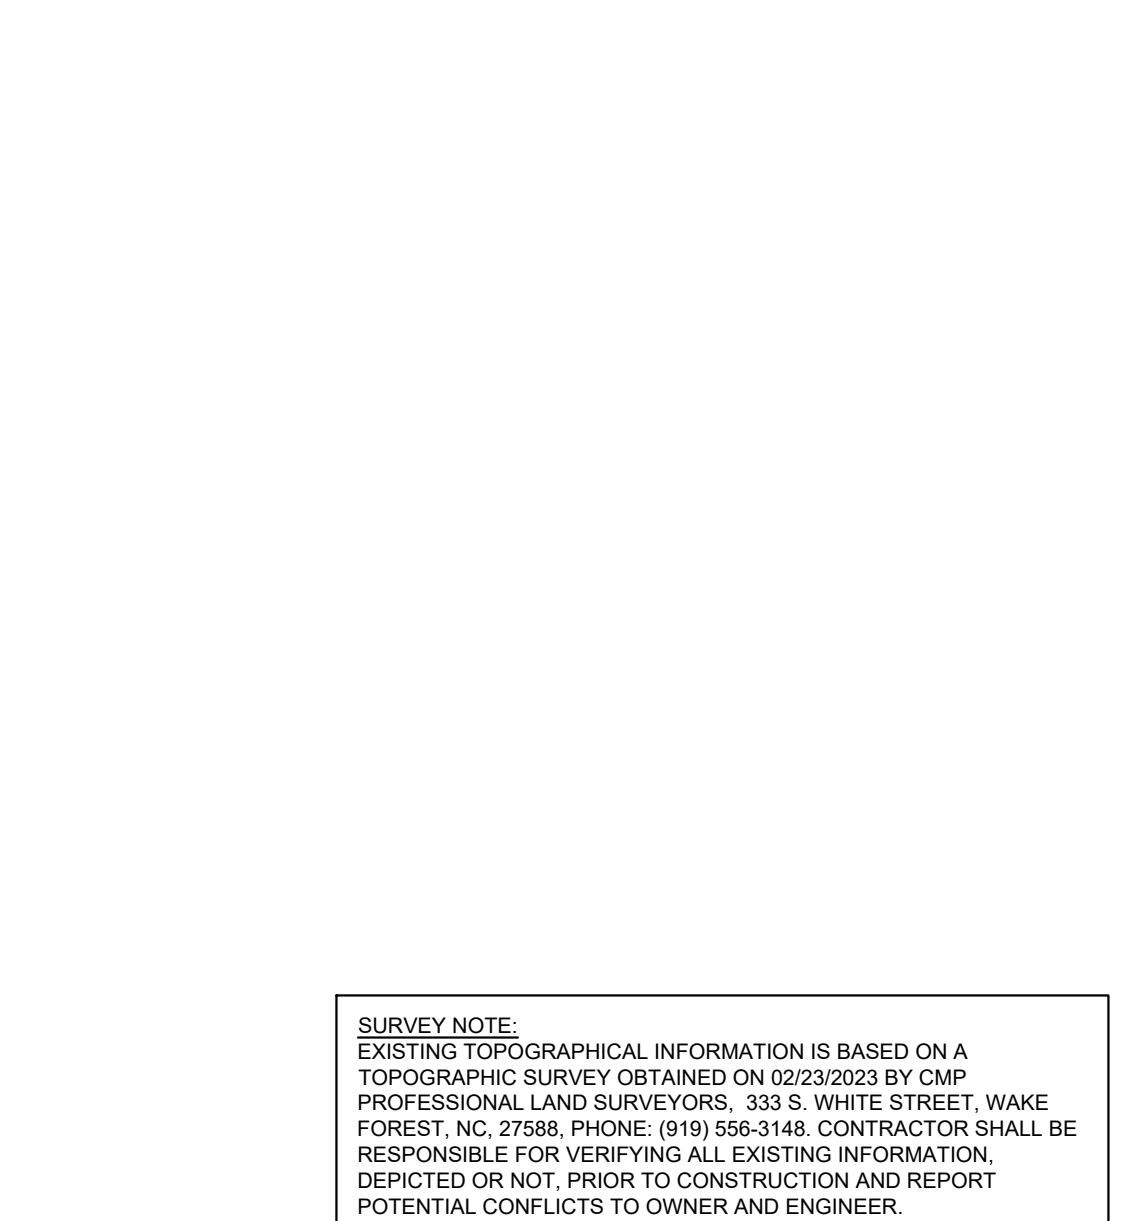 SURVEY NOTE:
EXISTING TOPOGRAPHICAL INFORMATION IS BASED ON A
TOPOGRAPHIC SURVEY OBTAINED ON 02/23/2023 BY CMP
PROFESSIONAL LAND SURVEYORS,  333 S. WHITE STREET, WAKE
FOREST, NC, 27588, PHONE: (919) 556-3148. CONTRACTOR SHALL BE
RESPONSIBLE FOR VERIFYING ALL EXISTING INFORMATION,
DEPICTED OR NOT, PRIOR TO CONSTRUCTION AND REPORT
POTENTIAL CONFLICTS TO OWNER AND ENGINEER.